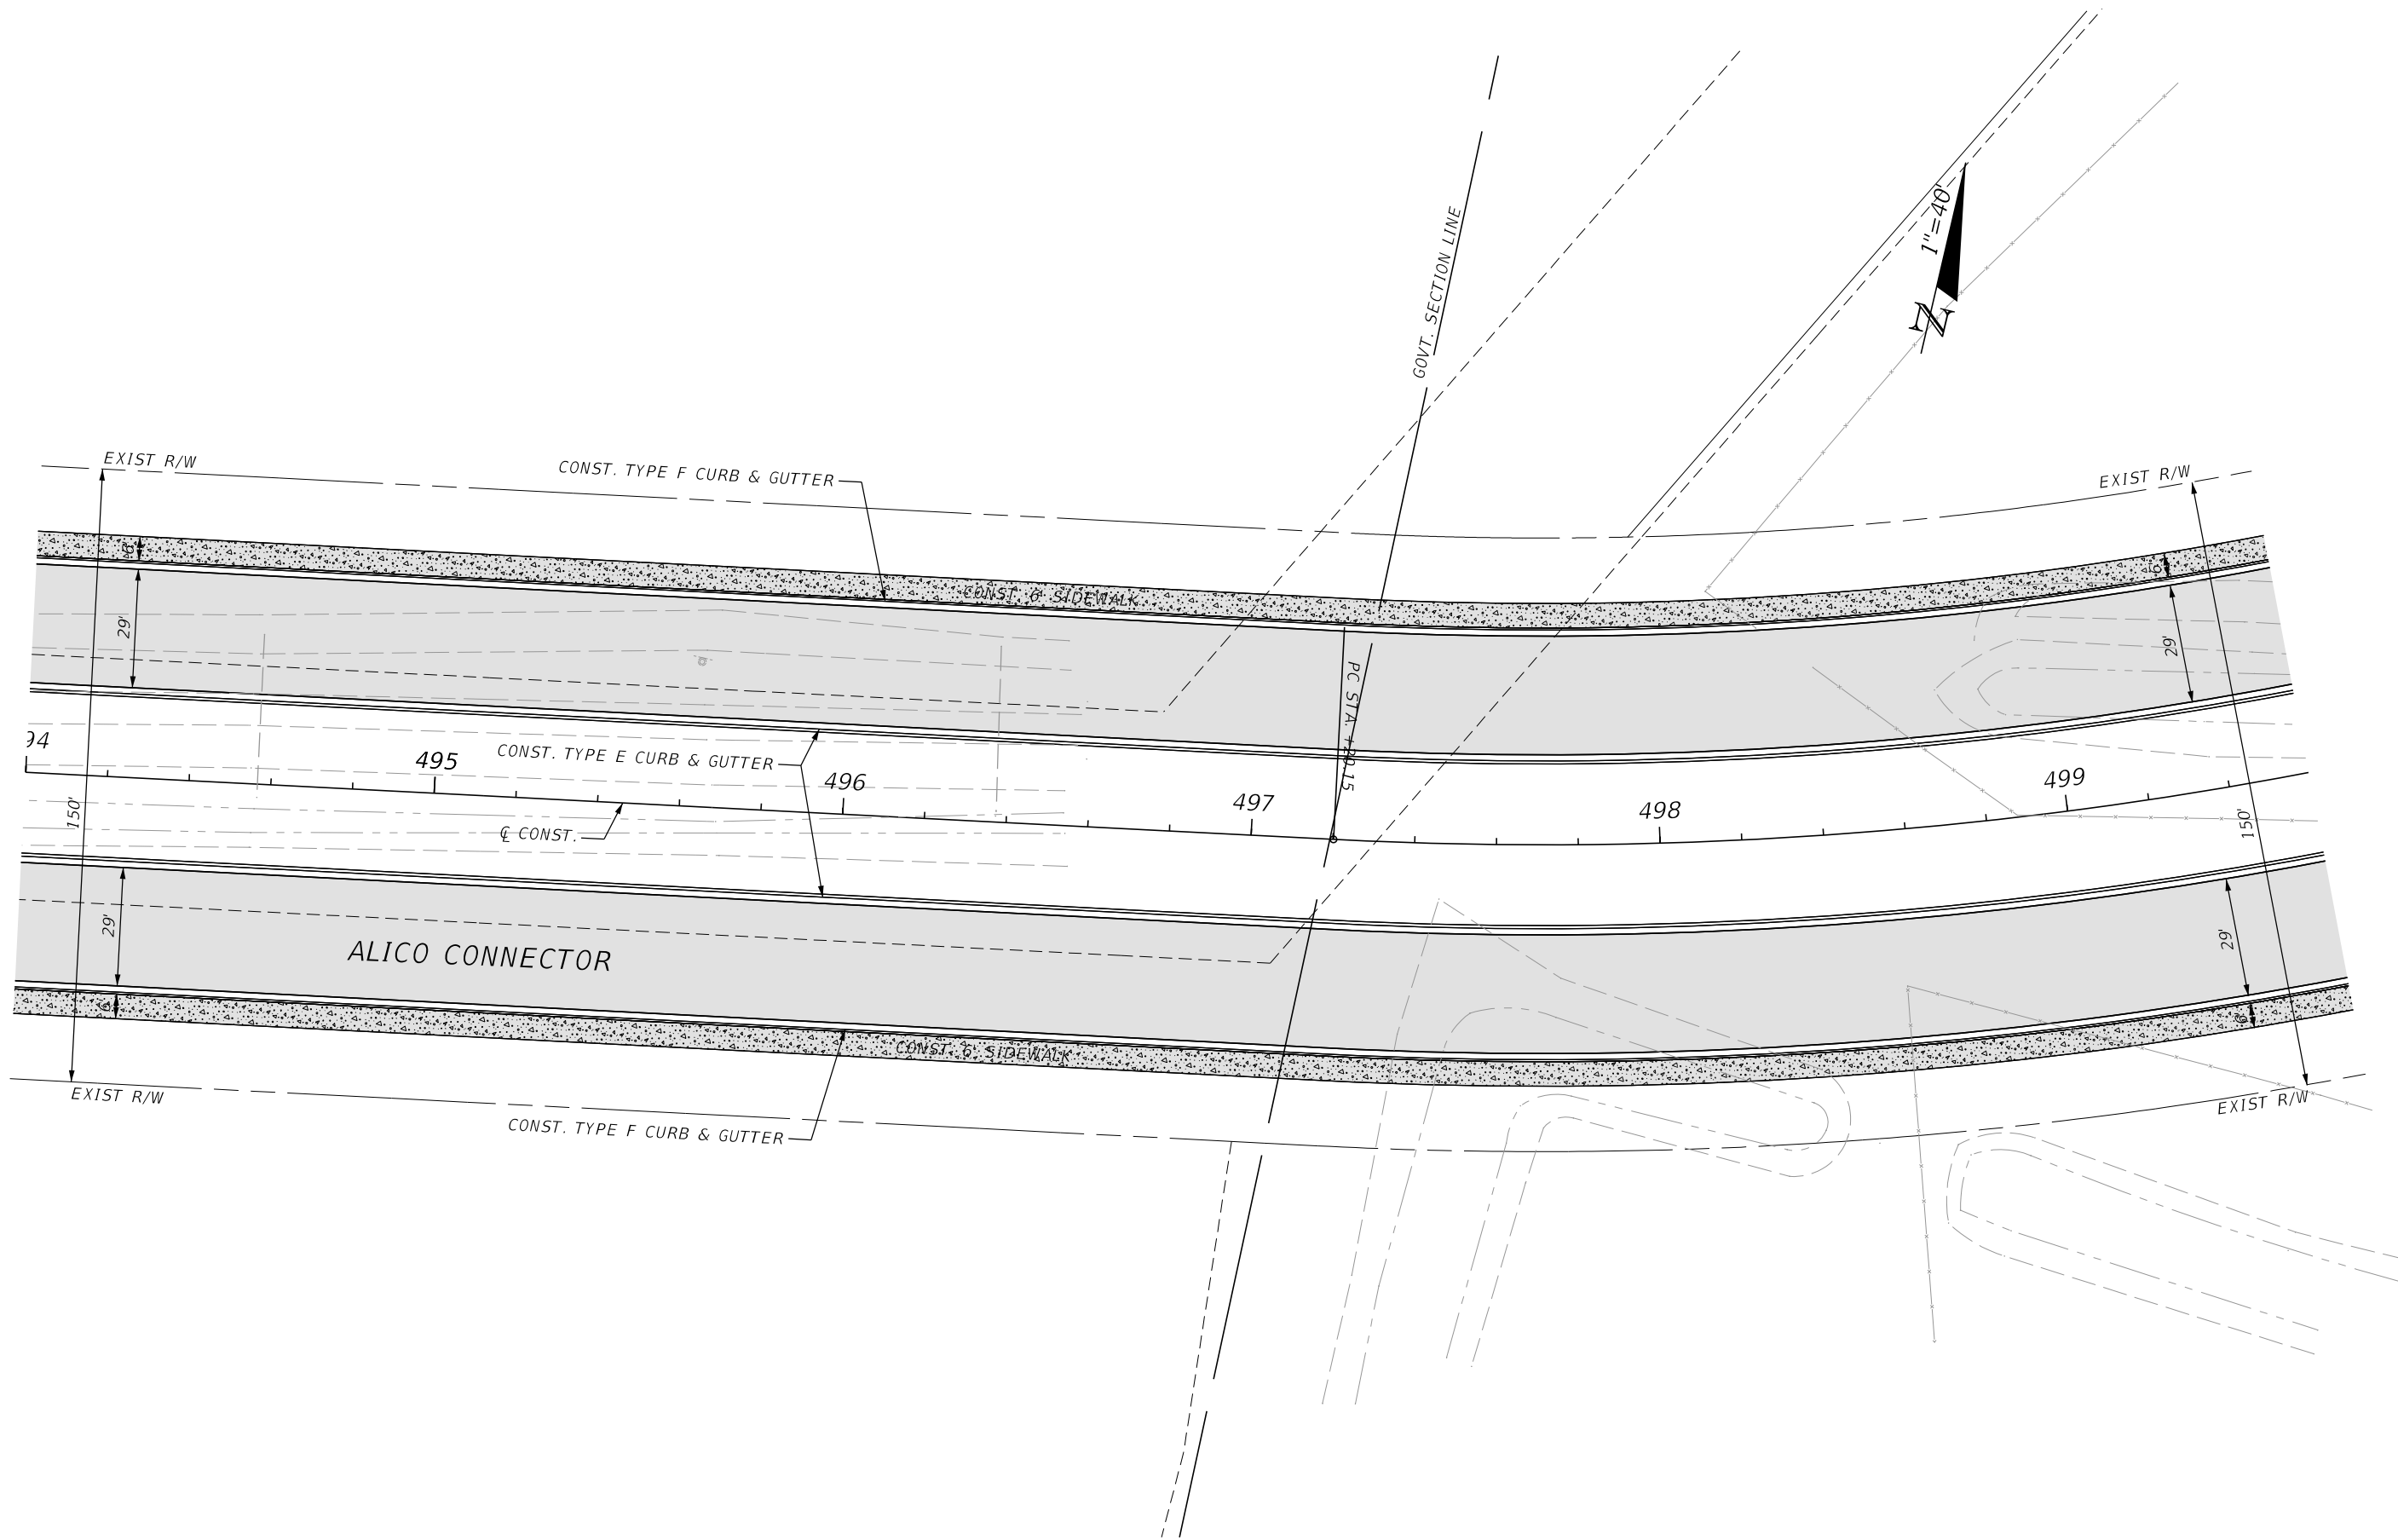 1"=40'
N
GOVT. SECTION LINE
EXIST R/W
CONST. TYPE F CURB & GUTTER
EXIST R/W
6'
CONST. 6' SIDEWALK
6'
29'
29'
PC STA. +20.15
94
495
CONST. TYPE E CURB & GUTTER
496
497
498
499
150'
℄ CONST.
150'
29'
ALICO CONNECTOR
29'
6'
CONST. 6' SIDEWALK
6'
EXIST R/W
CONST. TYPE F CURB & GUTTER
EXIST R/W